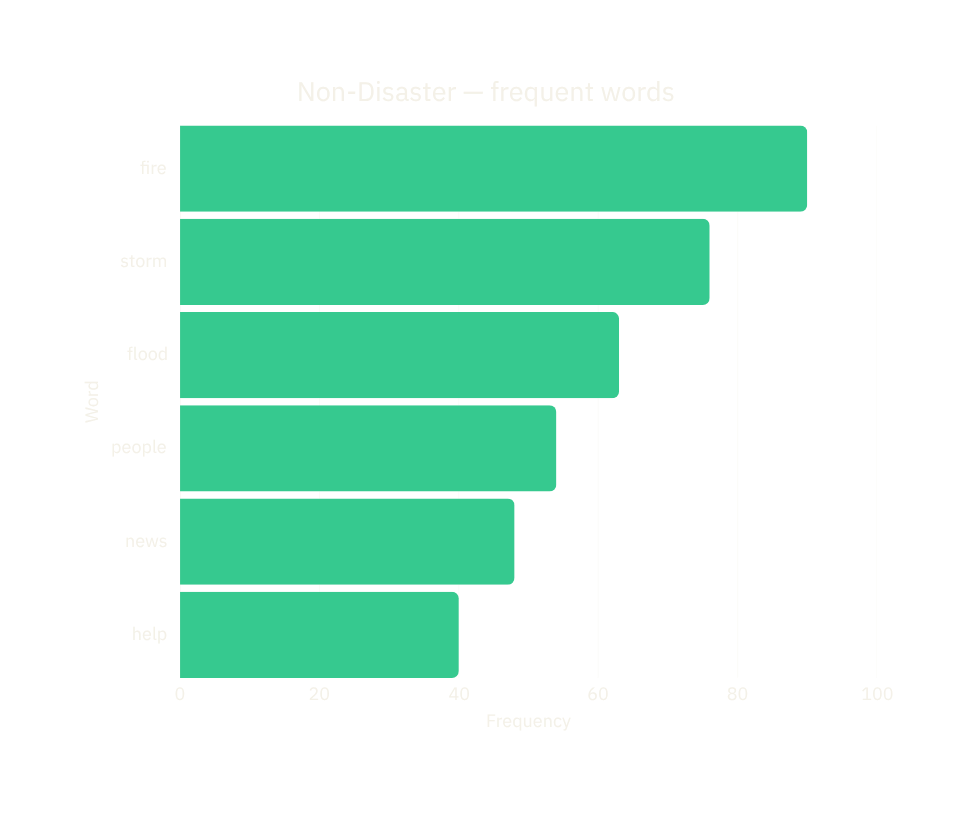 Non-Disaster — frequent words
fire
storm
flood
people
news
help
Word
0 20 40 60 80 100
Frequency